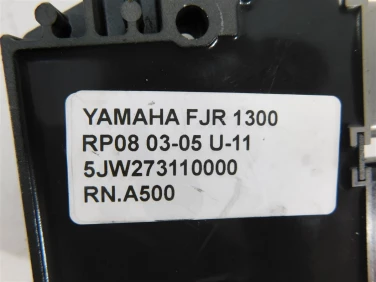 YAMAHA FJR 1300
RP08 03-05 U-11
5JW273110000
RN.A500